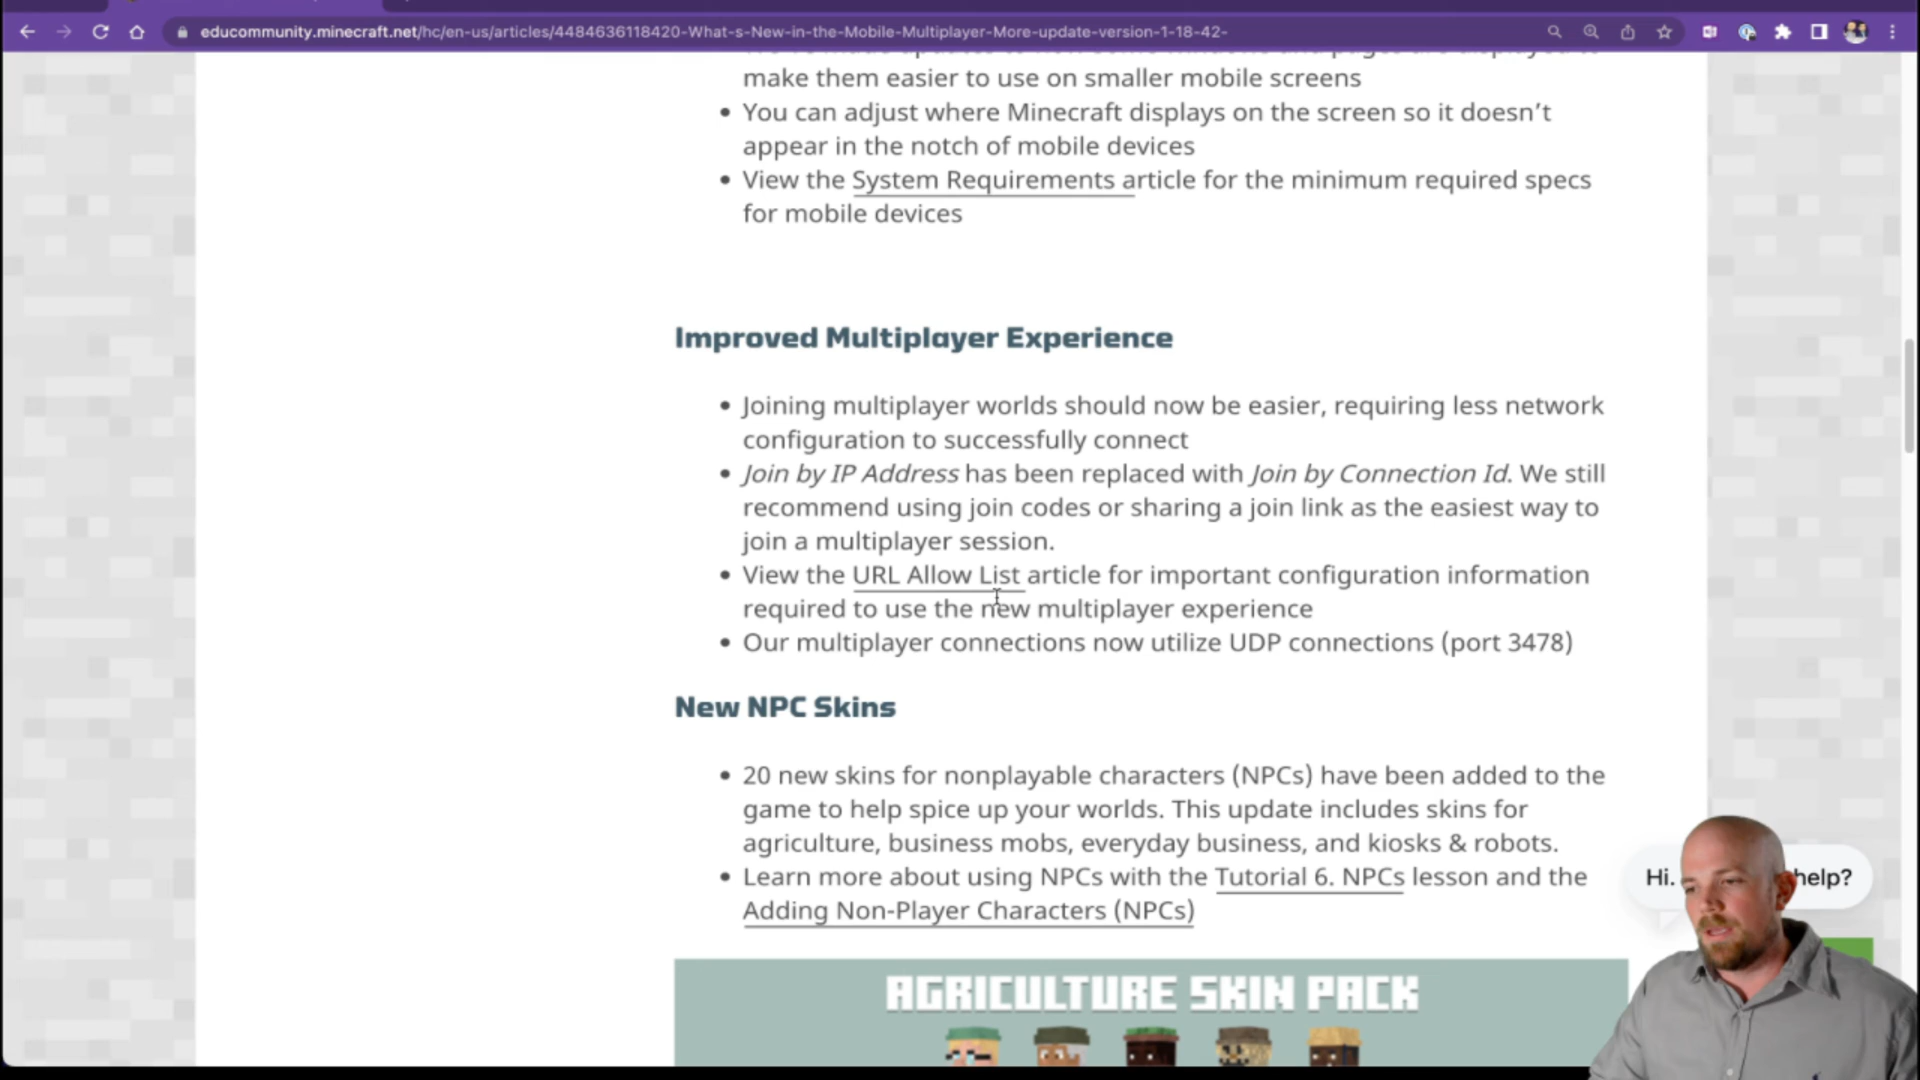 educommunity.minecraft.net/hc/en-us/articles/4484636118420-What-s-New-in-the-Mobile-Multiplayer-More-update-version-1-18-42-
make them easier to use on smaller mobile screens
• You can adjust where Minecraft displays on the screen so it doesn’t
appear in the notch of mobile devices
• View the System Requirements article for the minimum required specs
for mobile devices
Improved Multiplayer Experience
• Joining multiplayer worlds should now be easier, requiring less network
configuration to successfully connect
• Join by IP Address has been replaced with Join by Connection Id. We still
recommend using join codes or sharing a join link as the easiest way to
join a multiplayer session.
• View the URL Allow List article for important configuration information
required to use the new multiplayer experience
• Our multiplayer connections now utilize UDP connections (port 3478)
New NPC Skins
• 20 new skins for nonplayable characters (NPCs) have been added to the
game to help spice up your worlds. This update includes skins for
agriculture, business mobs, everyday business, and kiosks & robots.
• Learn more about using NPCs with the Tutorial 6. NPCs lesson and the
Adding Non-Player Characters (NPCs)
Hi. help?
AGRICULTURE SKIN PACK